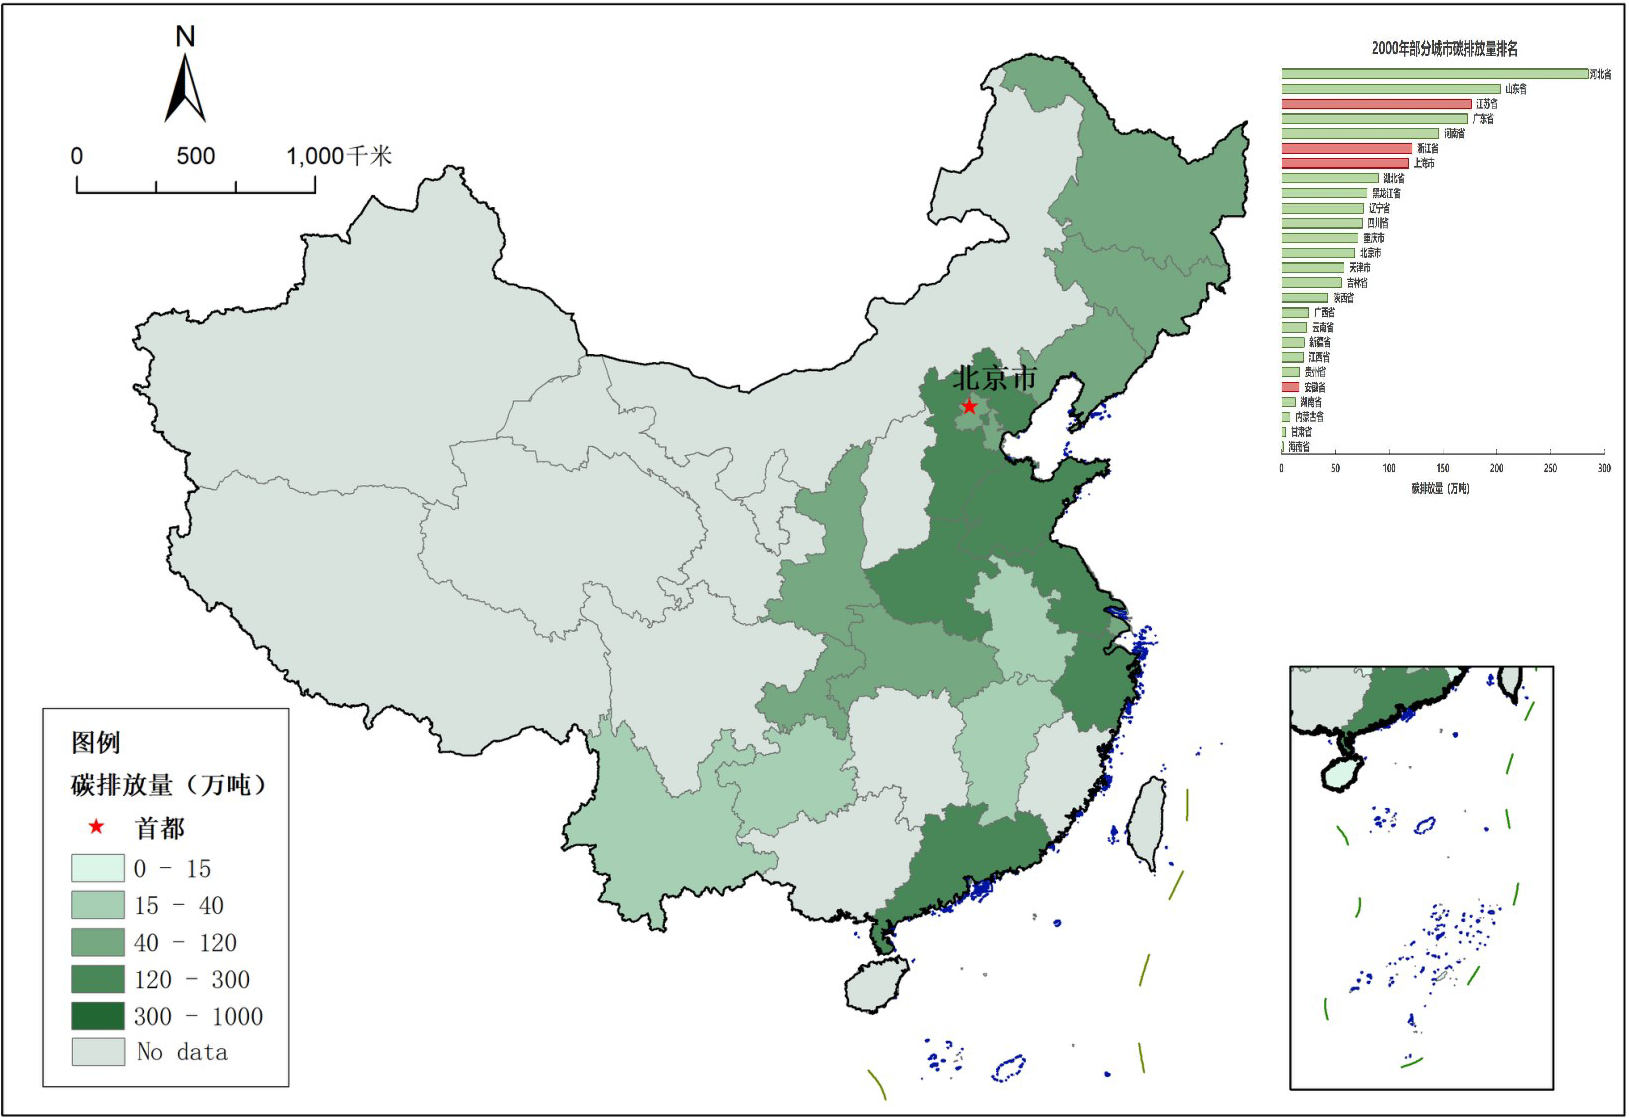 N
0 500 1,000千米
北京市
2000年部分城市碳排放量排名
河北省
山东省
江苏省
广东省
河南省
浙江省
上海市
湖北省
黑龙江省
辽宁省
四川省
重庆市
北京市
天津市
吉林省
陕西省
广西省
云南省
新疆省
江西省
贵州省
安徽省
湖南省
内蒙古省
甘肃省
海南省
0 50 100 150 200 250 300
碳排放量 (万吨)
图例
碳排放量（万吨）
首都
0 - 15
15 - 40
40 - 120
120 - 300
300 - 1000
No data